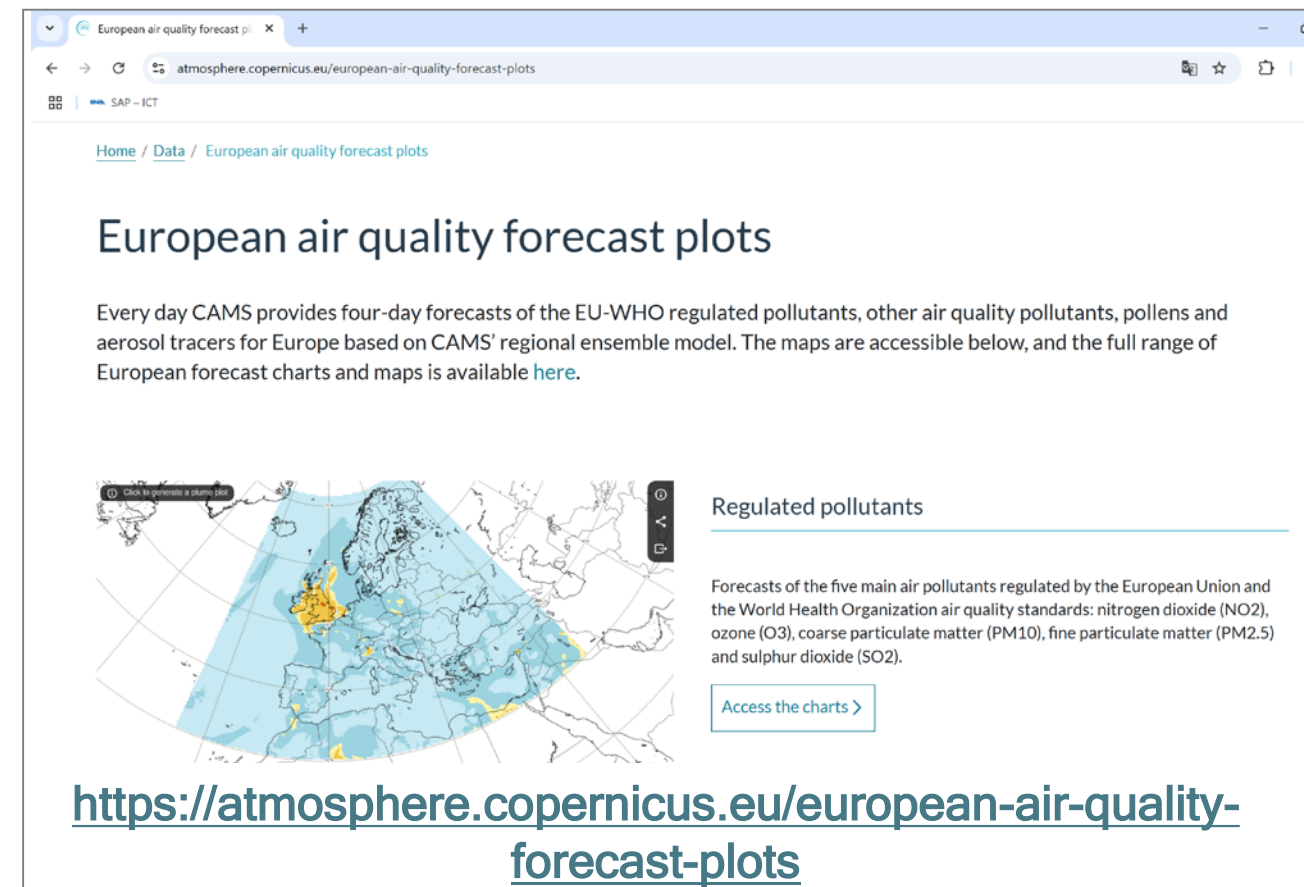 European air quality forecast pl
atmosphere.copernicus.eu/european-air-quality-forecast-plots
SAP – ICT
Home / Data / European air quality forecast plots
European air quality forecast plots
Every day CAMS provides four-day forecasts of the EU-WHO regulated pollutants, other air quality pollutants, pollens and
aerosol tracers for Europe based on CAMS' regional ensemble model. The maps are accessible below, and the full range of
European forecast charts and maps is available here.
Click to generate a plume plot
Regulated pollutants
Forecasts of the five main air pollutants regulated by the European Union and
the World Health Organization air quality standards: nitrogen dioxide (NO2),
ozone (O3), coarse particulate matter (PM10), fine particulate matter (PM2.5)
and sulphur dioxide (SO2).
Access the charts >
https://atmosphere.copernicus.eu/european-air-quality-
forecast-plots